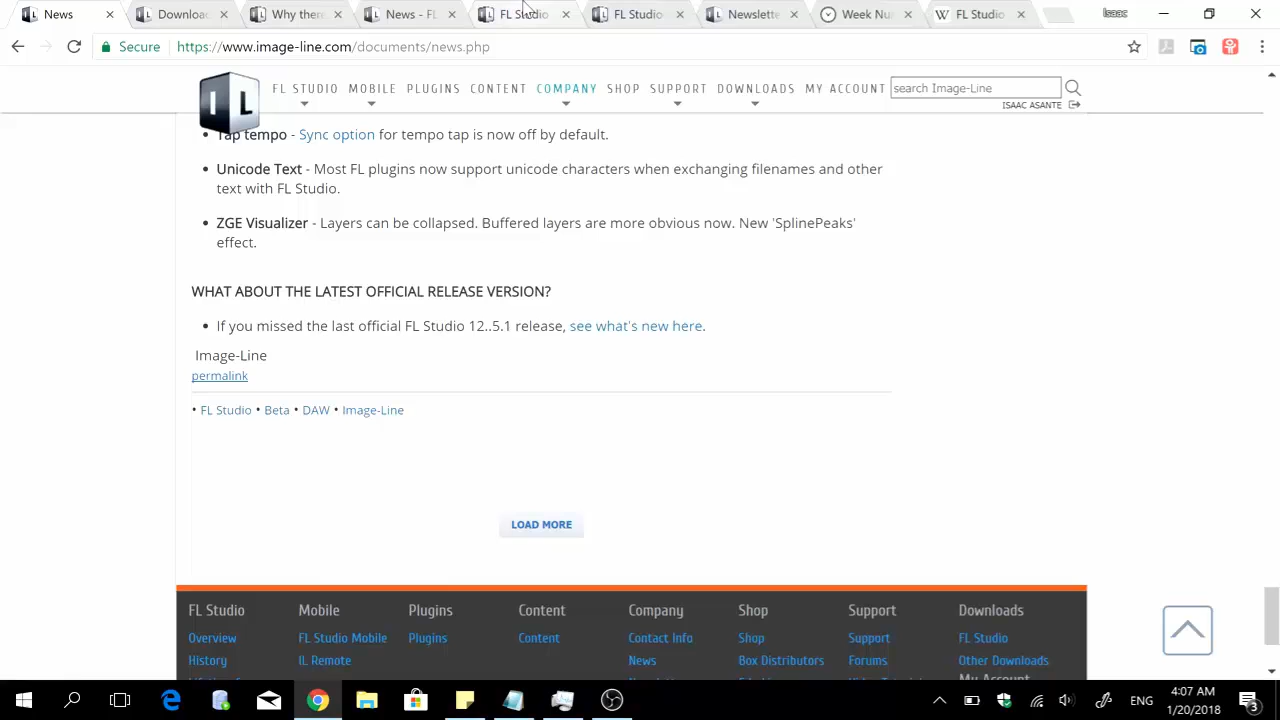 News
Downloa
Why ther
News - FL
FL Studio
FL Studio
Newslette
Week Nu
FL Studio
Isaac
Secure
https://www.image-line.com/documents/news.php
IL
FL STUDIO MOBILE PLUGINS CONTENT COMPANY SHOP SUPPORT DOWNLOADS MY ACCOUNT
search Image-Line
ISAAC ASANTE
• Tap tempo - Sync option for tempo tap is now off by default.
• Unicode Text - Most FL plugins now support unicode characters when exchanging filenames and other
text with FL Studio.
• ZGE Visualizer - Layers can be collapsed. Buffered layers are more obvious now. New 'SplinePeaks'
effect.
WHAT ABOUT THE LATEST OFFICIAL RELEASE VERSION?
• If you missed the last official FL Studio 12..5.1 release, see what's new here.
Image-Line
permalink
• FL Studio • Beta • DAW • Image-Line
LOAD MORE
FL Studio Mobile Plugins Content Company Shop Support Downloads
Overview FL Studio Mobile Plugins Content Contact Info Shop Support FL Studio
History IL Remote News Box Distributors Forums Other Downloads
My Account
ENG
4:07 AM
1/20/2018
3